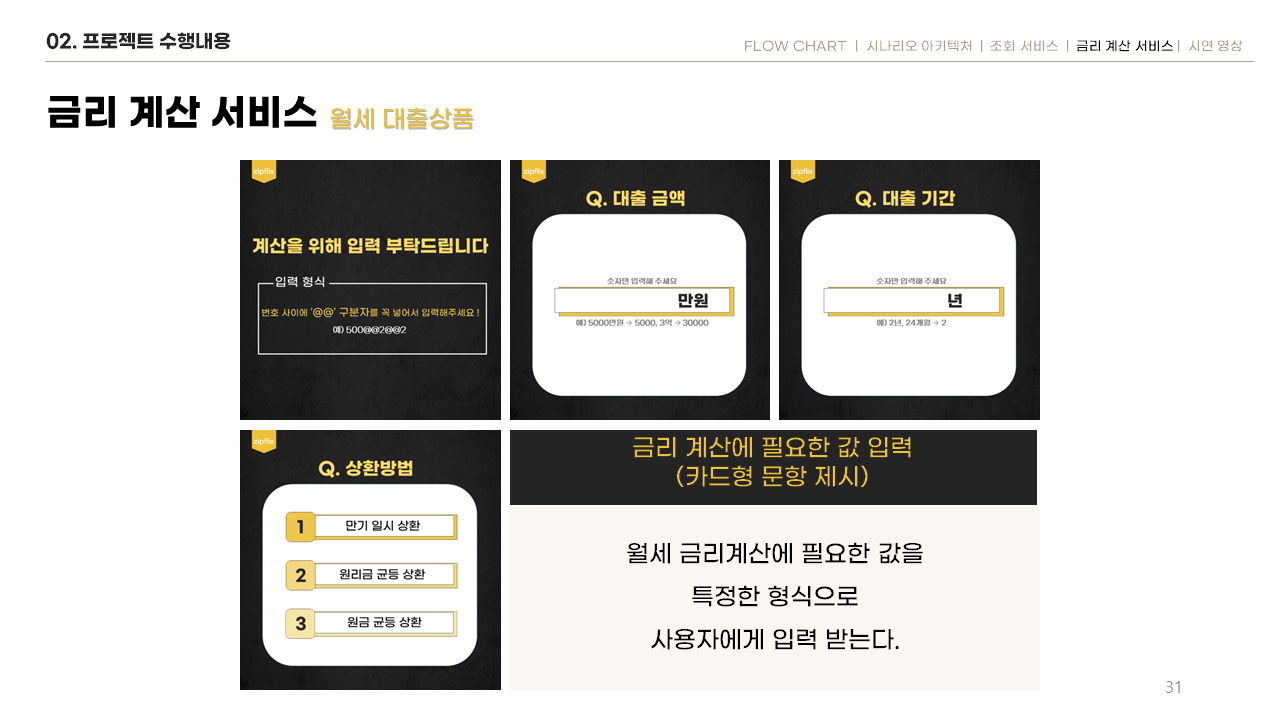 02. 프로젝트 수행내용
FLOW CHART | 시나리오 아키텍처 | 조회 서비스 | 금리 계산 서비스 | 시연 영상
금리 계산 서비스 월세 대출상품
zipflix
계산을 위해 입력 부탁드립니다
입력 형식
번호 사이에 '@@' 구분자를 꼭 넣어서 입력해주세요 !
예) 500@@2@@2
zipflix
Q. 대출 금액
숫자만 입력해 주세요
만원
예) 5000만원 → 5000, 3억 → 30000
zipflix
Q. 대출 기간
숫자만 입력해 주세요
년
예) 2년, 24개월 → 2
zipflix
Q. 상환방법
1 만기 일시 상환
2 원리금 균등 상환
3 원금 균등 상환
금리 계산에 필요한 값 입력
(카드형 문항 제시)
월세 금리계산에 필요한 값을
특정한 형식으로
사용자에게 입력 받는다.
31